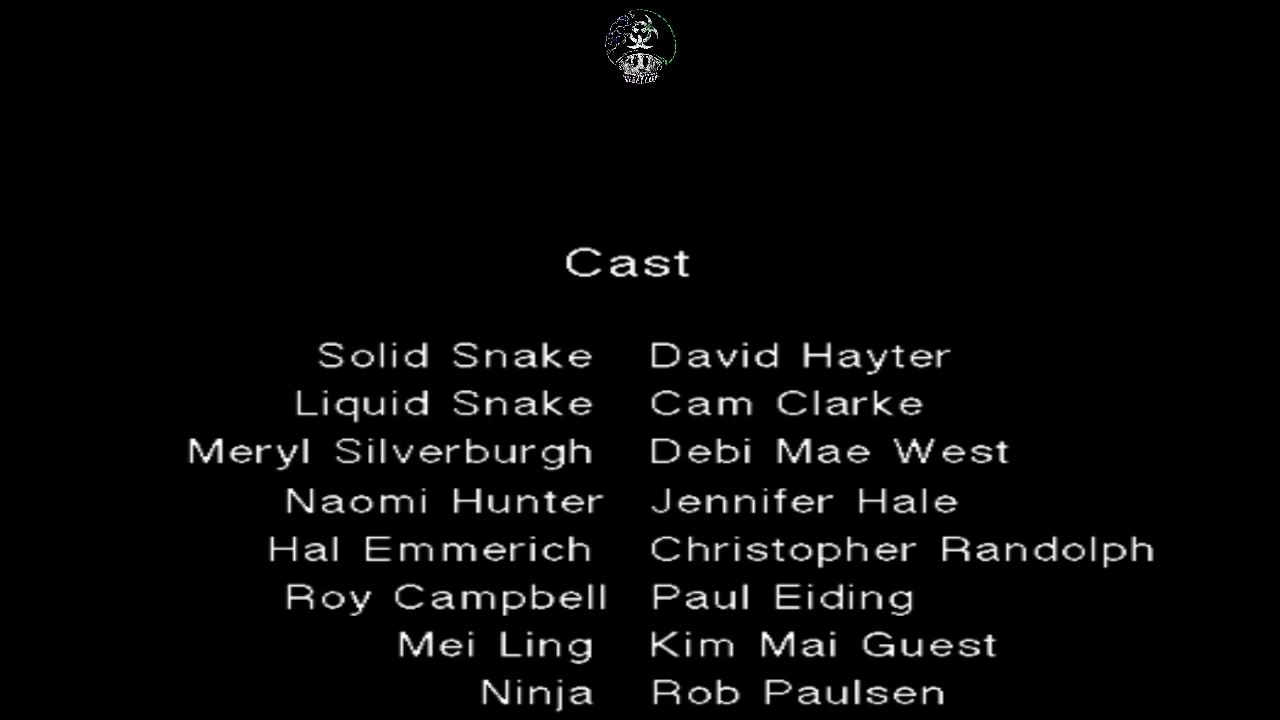 Cast
Solid Snake David Hayter
Liquid Snake Cam Clarke
Meryl Silverburgh Debi Mae West
Naomi Hunter Jennifer Hale
Hal Emmerich Christopher Randolph
Roy Campbell Paul Eiding
Mei Ling Kim Mai Guest
Ninja Rob Paulsen